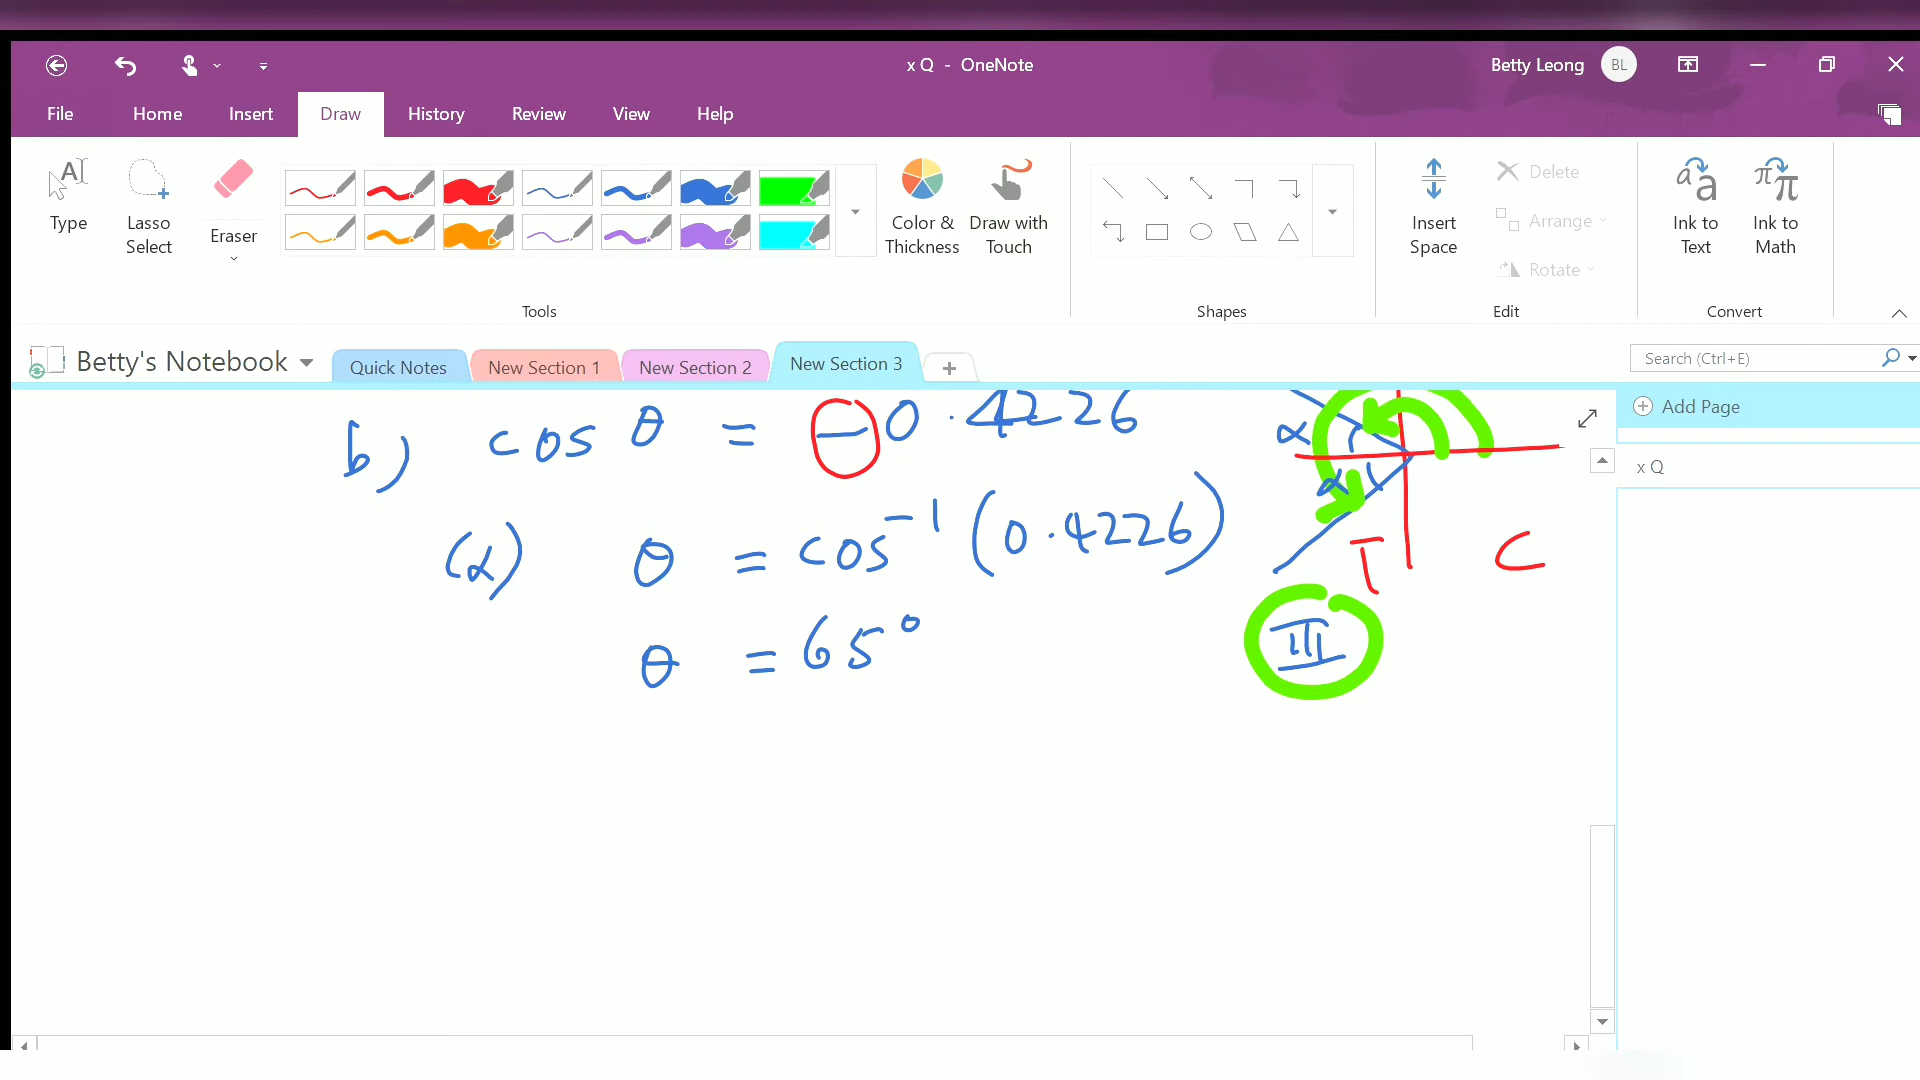 x Q - OneNote
Betty Leong
BL
File Home Insert Draw History Review View Help
Type
Lasso Select
Eraser
Color & Thickness
Draw with Touch
Insert Space
Delete
Arrange
Rotate
Ink to Text
Ink to Math
Tools
Shapes
Edit
Convert
Betty's Notebook
Quick Notes
New Section 1
New Section 2
New Section 3
Search (Ctrl+E)
Add Page
x Q
b) cos θ = -0.4226
(α) θ = cos⁻¹ (0.4226)
θ = 65°
α
α
T
C
III